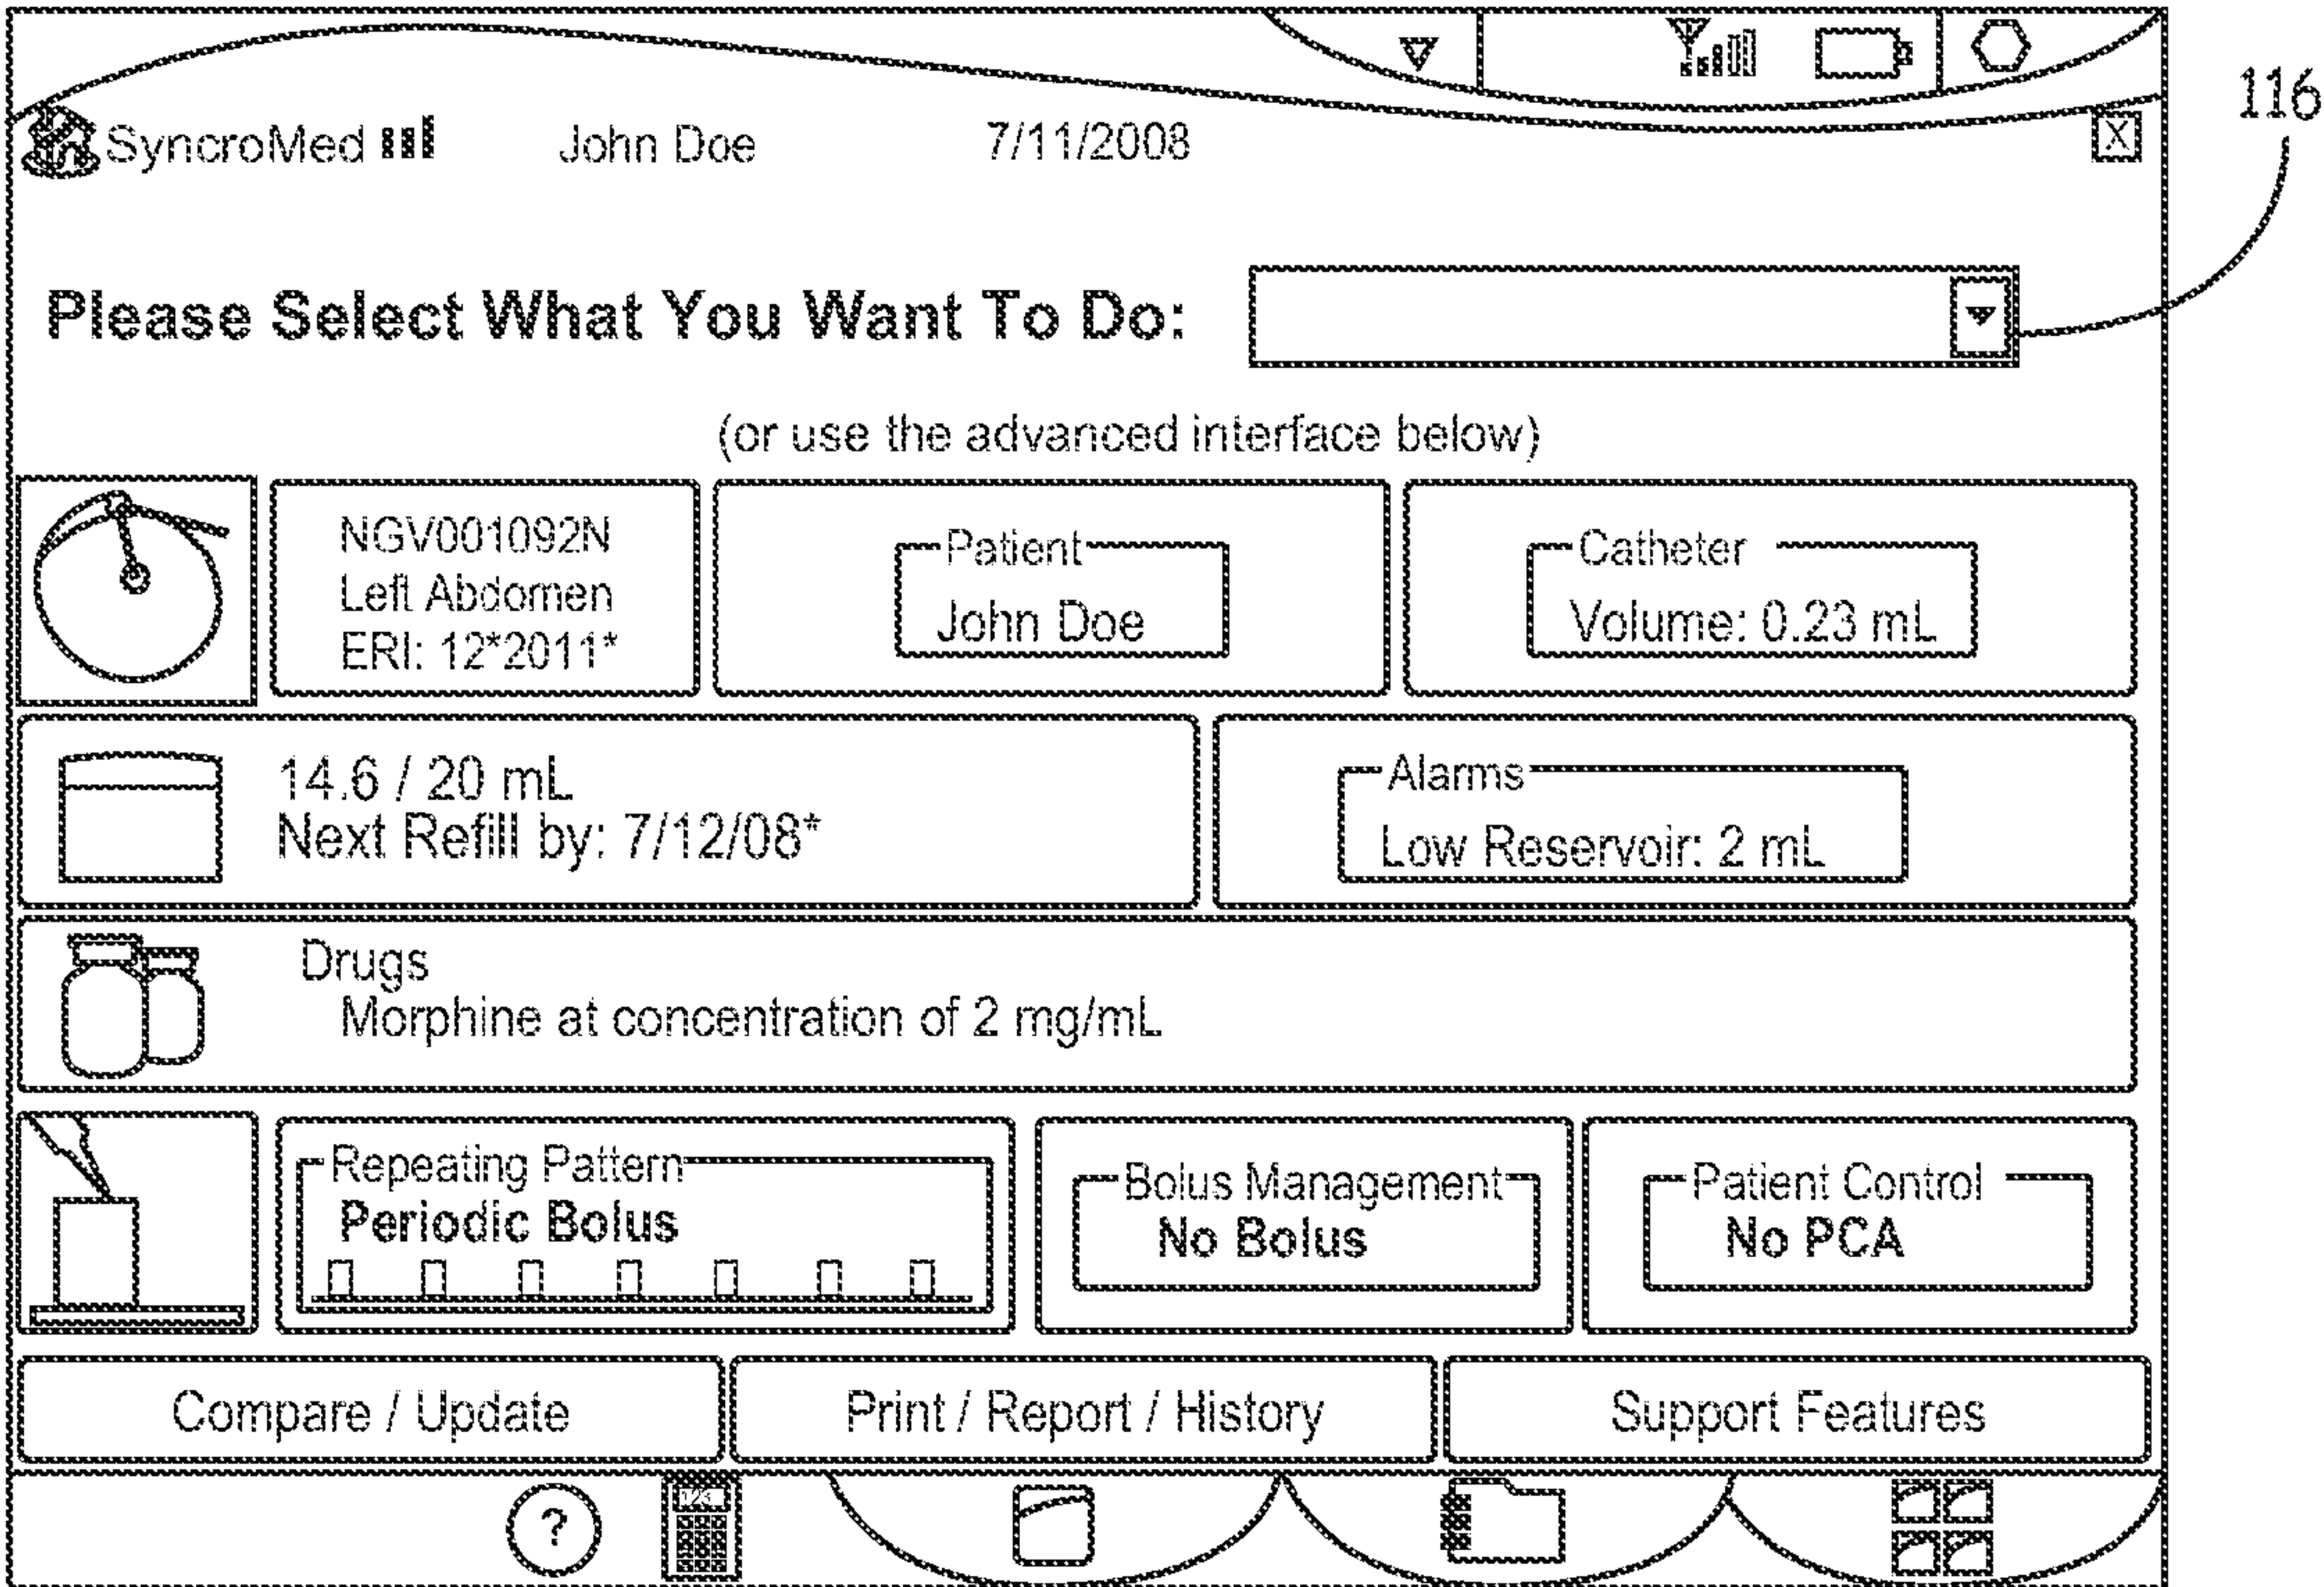 116
SyncroMed John Doe 7/11/2008 X
Please Select What You Want To Do:
(or use the advanced interface below)
NGV001092N
Left Abdomen
ERI: 12*2011*
Patient
John Doe
Catheter
Volume: 0.23 mL
14.6 / 20 mL
Next Refill by: 7/12/08*
Alarms
Low Reservoir: 2 mL
Drugs
Morphine at concentration of 2 mg/mL
Repeating Pattern
Periodic Bolus
Bolus Management
No Bolus
Patient Control
No PCA
Compare / Update
Print / Report / History
Support Features
?
123